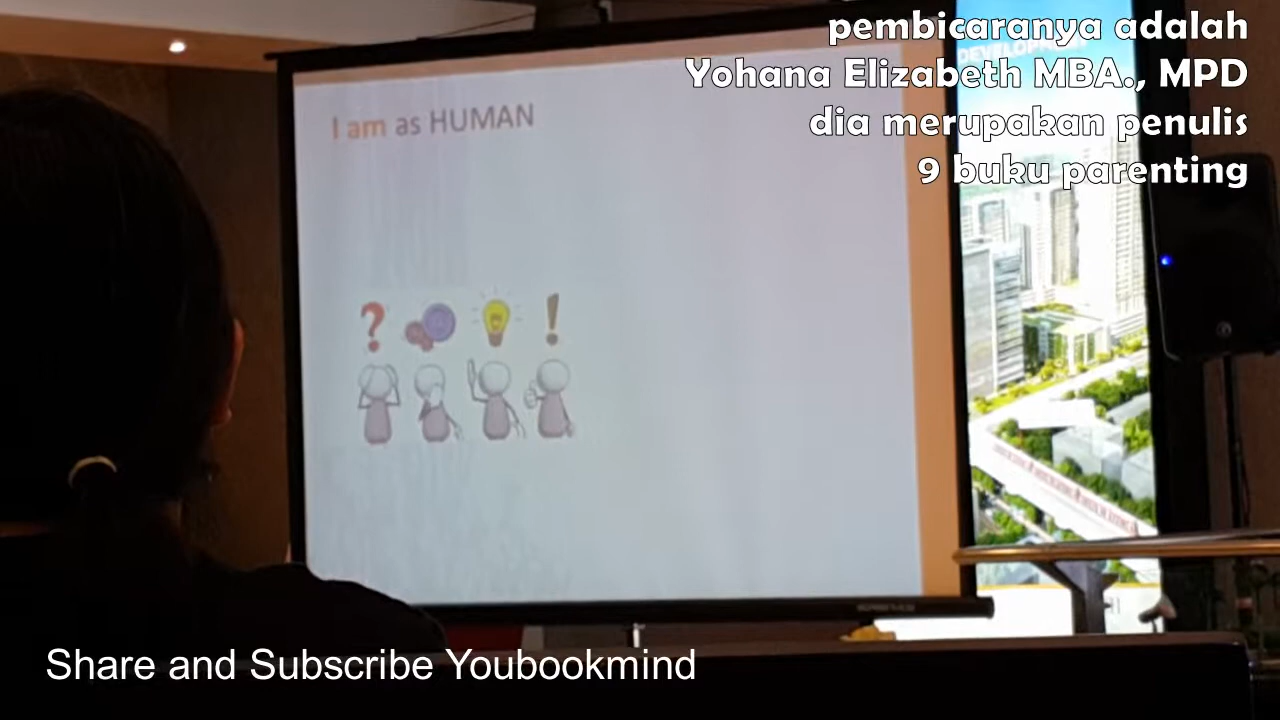 pembicaranya adalah
Yohana Elizabeth MBA., MPD
dia merupakan penulis
9 buku parenting
DEVELOPMENT
I am as HUMAN
? !
Share and Subscribe Youbookmind